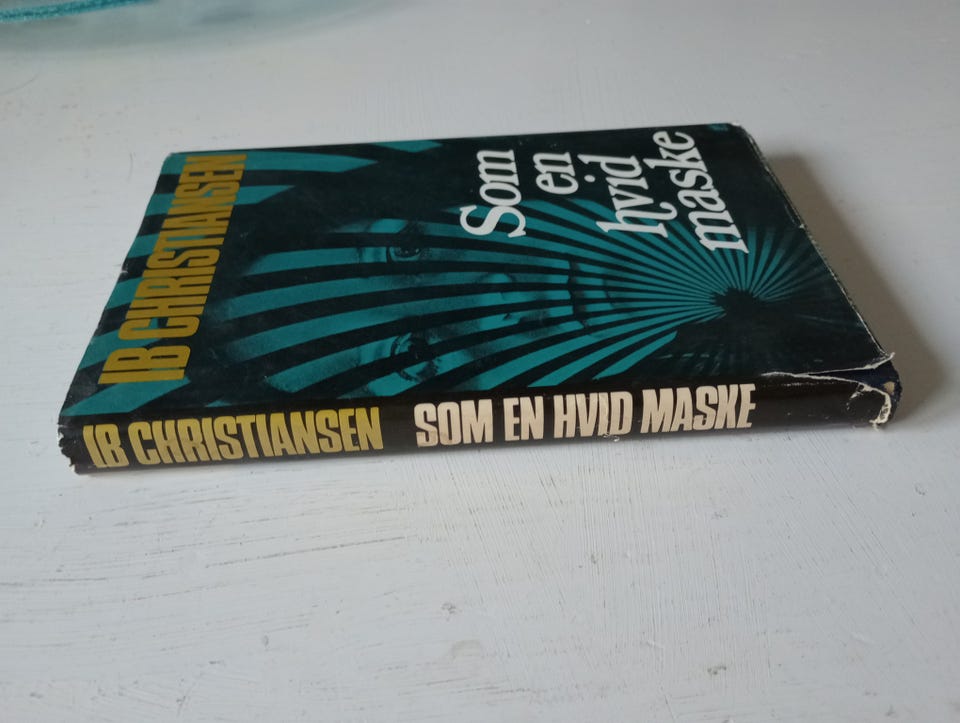 IB CHRISTIANSEN
Som
en
hvid
maske
IB CHRISTIANSEN SOM EN HVID MASKE